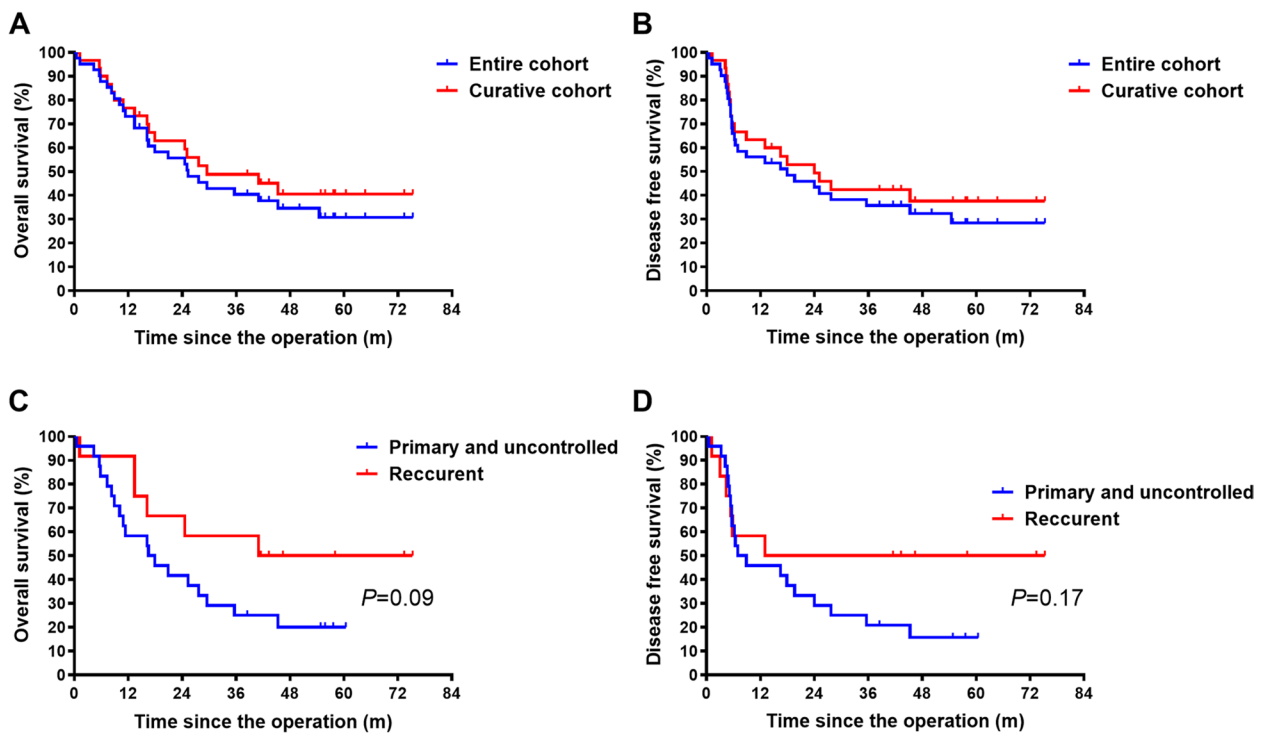 A
Overall survival (%)
100
90
80
70
60
50
40
30
20
10
0
0 12 24 36 48 60 72 84
Time since the operation (m)
Entire cohort
Curative cohort
B
Disease free survival (%)
100
90
80
70
60
50
40
30
20
10
0
0 12 24 36 48 60 72 84
Time since the operation (m)
Entire cohort
Curative cohort
C
Overall survival (%)
100
90
80
70
60
50
40
30
20
10
0
0 12 24 36 48 60 72 84
Time since the operation (m)
Primary and uncontrolled
Reccurent
P=0.09
D
Disease free survival (%)
100
90
80
70
60
50
40
30
20
10
0
0 12 24 36 48 60 72 84
Time since the operation (m)
Primary and uncontrolled
Reccurent
P=0.17